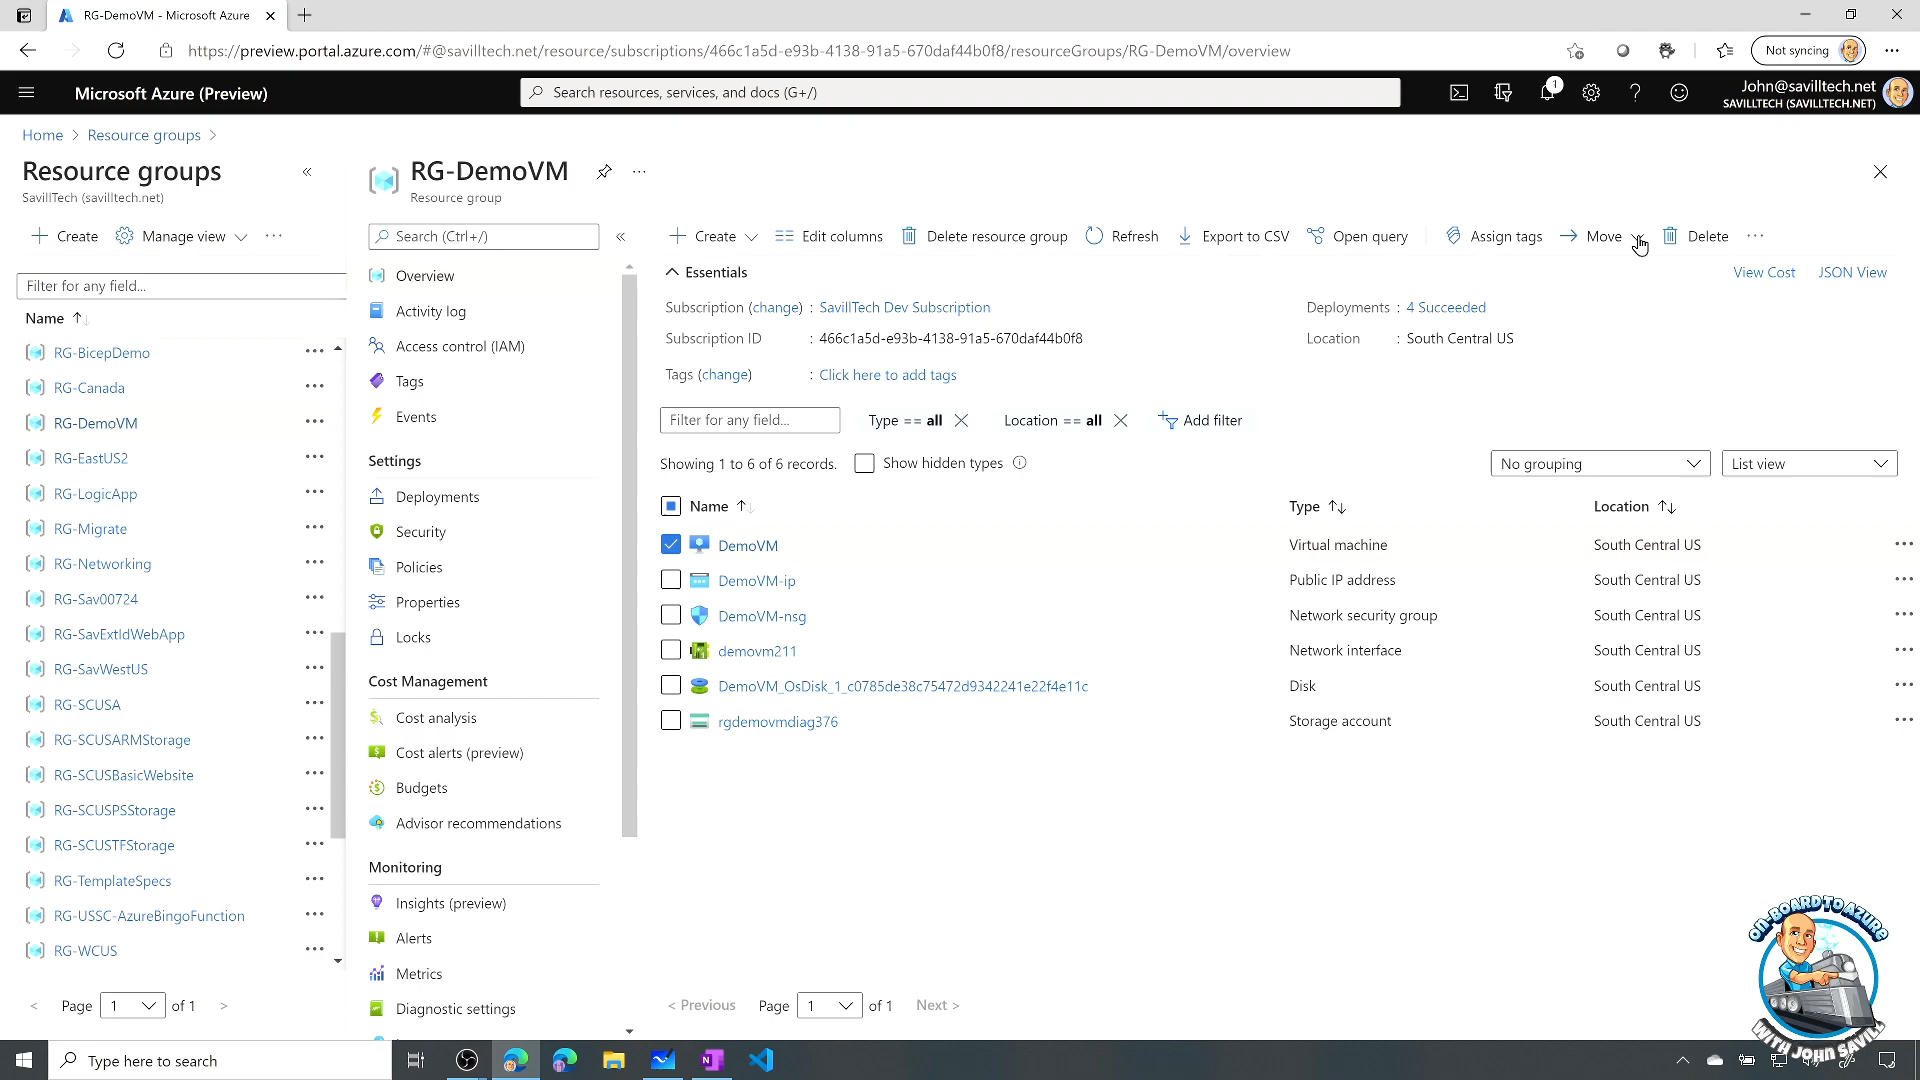 RG-DemoVM - Microsoft Azure
https://preview.portal.azure.com/#@savilltech.net/resource/subscriptions/466c1a5d-e93b-4138-91a5-670daf44b0f8/resourceGroups/RG-DemoVM/overview
Not syncing
Microsoft Azure (Preview)
Search resources, services, and docs (G+/)
1
John@savilltech.net
SAVILLTECH (SAVILLTECH.NET)
Home > Resource groups >
Resource groups
SavillTech (savilltech.net)
Create Manage view
Filter for any field...
Name
RG-BicepDemo
RG-Canada
RG-DemoVM
RG-EastUS2
RG-LogicApp
RG-Migrate
RG-Networking
RG-Sav00724
RG-SavExtIdWebApp
RG-SavWestUS
RG-SCUSA
RG-SCUSARMStorage
RG-SCUSBasicWebsite
RG-SCUSPSStorage
RG-SCUSTFStorage
RG-TemplateSpecs
RG-USSC-AzureBingoFunction
RG-WCUS
< Page 1 of 1 >
RG-DemoVM
Resource group
Search (Ctrl+/)
Overview
Activity log
Access control (IAM)
Tags
Events
Settings
Deployments
Security
Policies
Properties
Locks
Cost Management
Cost analysis
Cost alerts (preview)
Budgets
Advisor recommendations
Monitoring
Insights (preview)
Alerts
Metrics
Diagnostic settings
Create Edit columns Delete resource group Refresh Export to CSV Open query Assign tags Move Delete
Essentials
View Cost JSON View
Subscription (change) : SavillTech Dev Subscription
Deployments : 4 Succeeded
Subscription ID : 466c1a5d-e93b-4138-91a5-670daf44b0f8
Location : South Central US
Tags (change) : Click here to add tags
Filter for any field... Type == all Location == all Add filter
Showing 1 to 6 of 6 records. Show hidden types No grouping List view
Name Type Location
DemoVM Virtual machine South Central US
DemoVM-ip Public IP address South Central US
DemoVM-nsg Network security group South Central US
demovm211 Network interface South Central US
DemoVM_OsDisk_1_c0785de38c75472d9342241e22f4e11c Disk South Central US
rgdemovmdiag376 Storage account South Central US
< Previous Page 1 of 1 Next >
ON-BOARD TO AZURE
WITH JOHN SAVILL
Type here to search